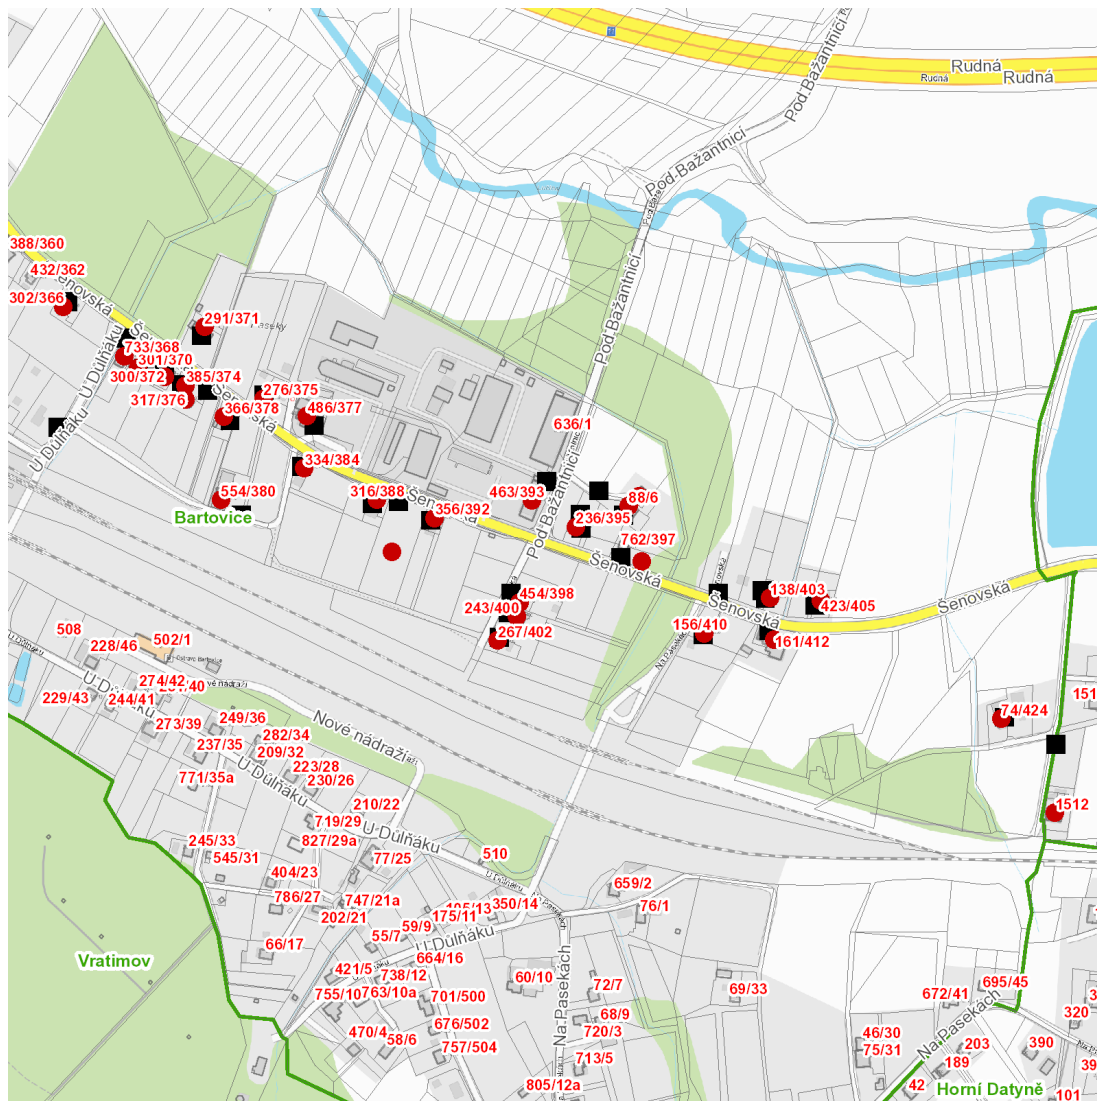 Rudná
Rudná
Rudná
Pod Bažantnicí
Pod Bažantnicí
388/360
432/362
Šenovská
302/366
291/371
Paseky
733/368
301/370
300/372
385/374
317/376
276/375
366/378
486/377
U Důlňáku
U Důlňáku
Šenovská
Pod Bažantnicí
636/1
334/384
554/380
Bartovice
316/388
Šenovská
356/392
463/393
88/6
236/395
762/397
Pod Bažantnicí
Šenovská
454/398
243/400
267/402
138/403
423/405
Šenovská
Šenovská
156/410
161/412
Na Pasekách
74/424
1512
508
502/1
228/46
U Důlňáku
274/42
229/43
244/41
U Důlňáku
273/39
249/36
Nové nádraží
282/34
237/35
209/32
223/28
771/35a
230/26
U Důlňáku
210/22
719/29
U Důlňáku
245/33
827/29a
545/31
77/25
510
404/23
U Důlňáku
Na Pasekách
659/2
786/27
747/21a
202/21
175/11
350/14
76/1
59/9
55/7
U Důlňáku
66/17
664/16
421/5
738/12
60/10
72/7
69/33
755/10
763/10a
701/500
Vratimov
68/9
676/502
720/3
470/4
58/6
757/504
Na Pasekách
713/5
805/12a
695/45
672/41
320
46/30
75/31
Na Pasekách
203
390
189
42
Horní Datyně
101